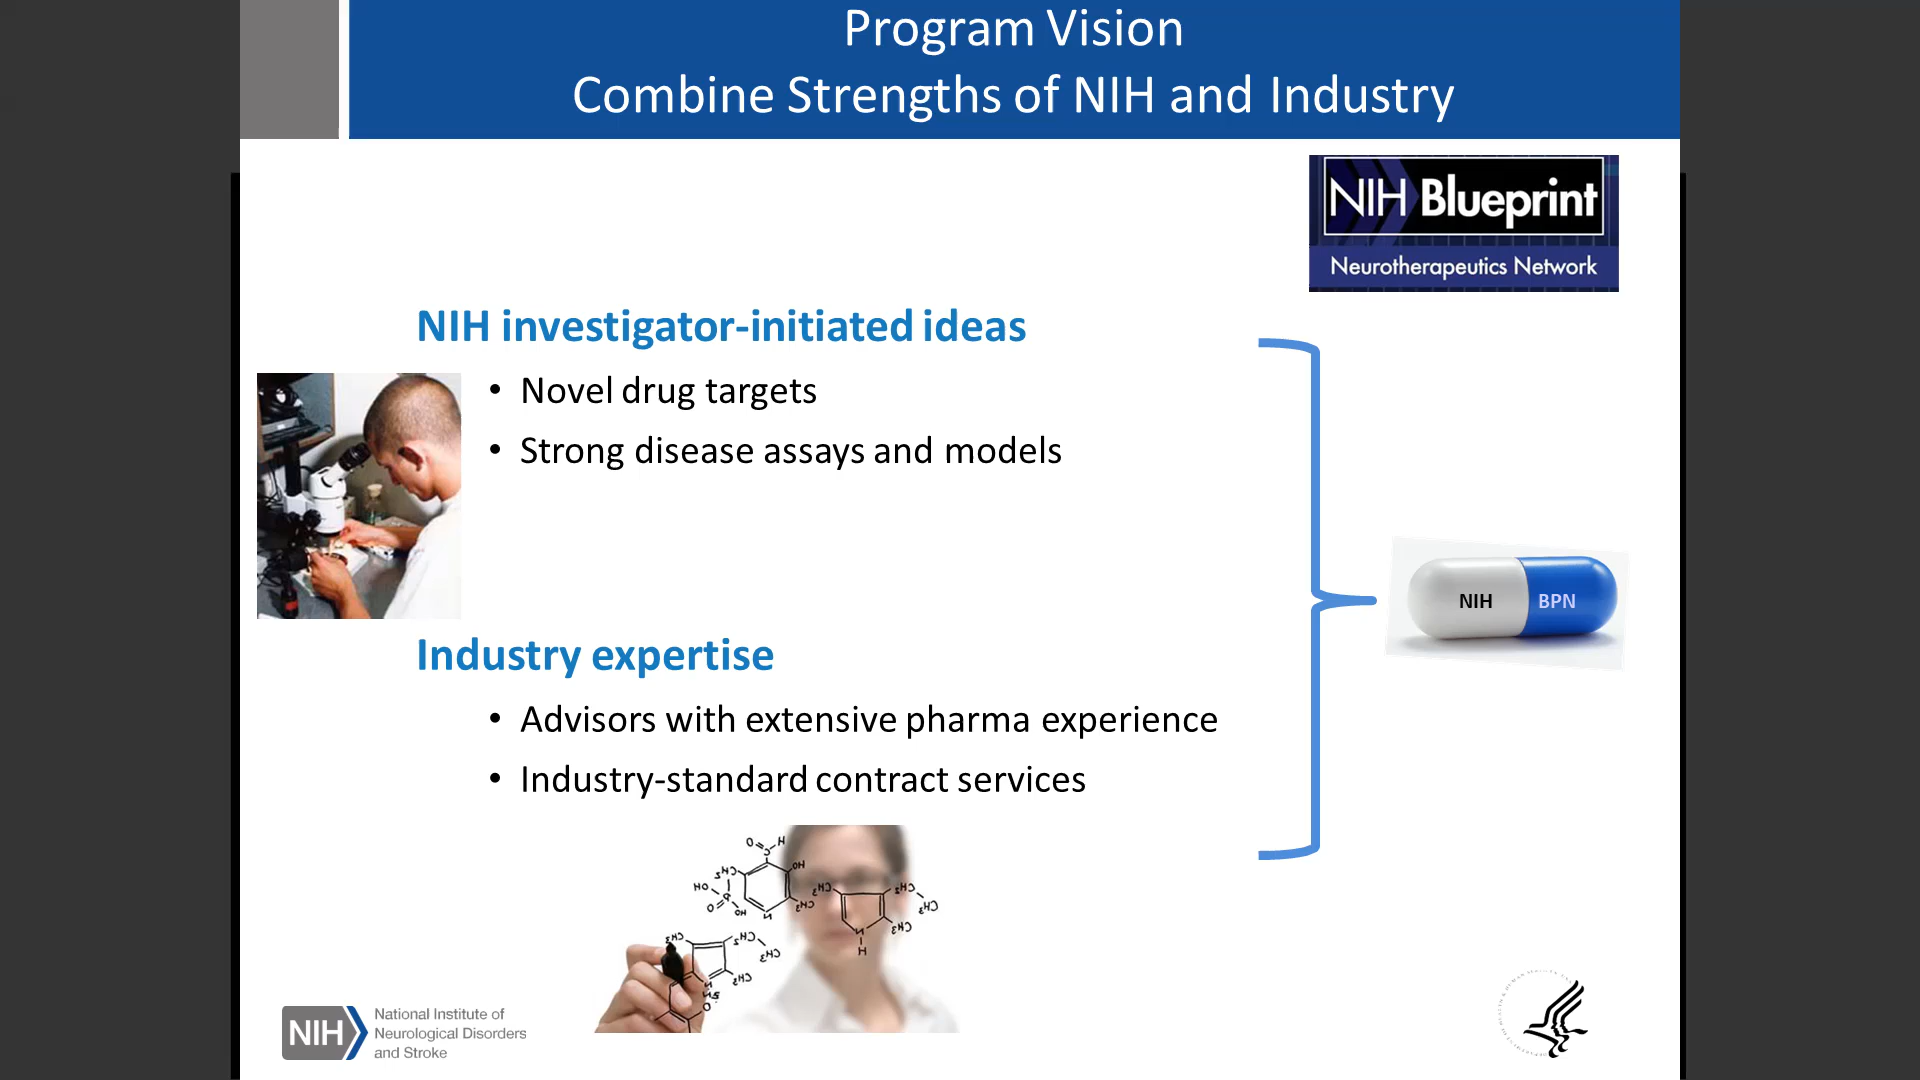 Program Vision
Combine Strengths of NIH and Industry
NIH Blueprint
Neurotherapeutics Network
NIH investigator-initiated ideas
• Novel drug targets
• Strong disease assays and models
NIH BPN
Industry expertise
• Advisors with extensive pharma experience
• Industry-standard contract services
NIH
National Institute of
Neurological Disorders
and Stroke